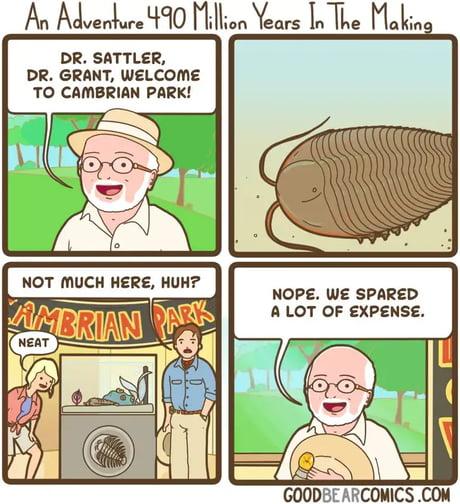 An Adventure 490 Million Years In The Making
DR. SATTLER,
DR. GRANT, WELCOME
TO CAMBRIAN PARK!
NOT MUCH HERE, HUH?
AMBRIAN PARK
NEAT
NOPE. WE SPARED
A LOT OF EXPENSE.
GOODBEARCOMICS.COM